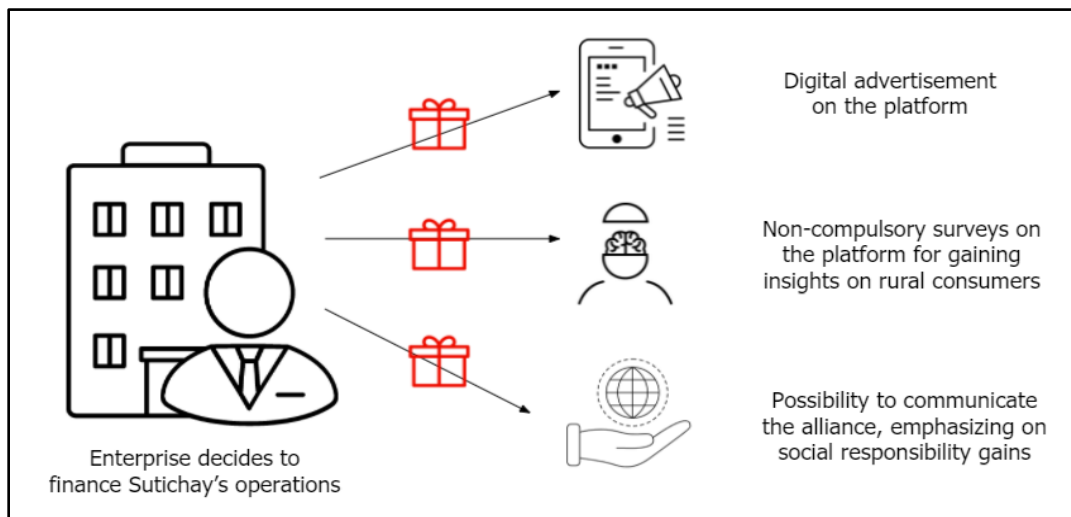 Digital advertisement
on the platform
Non-compulsory surveys on
the platform for gaining
insights on rural consumers
Possibility to communicate
the alliance, emphasizing on
social responsibility gains
Enterprise decides to
finance Sutichay's operations